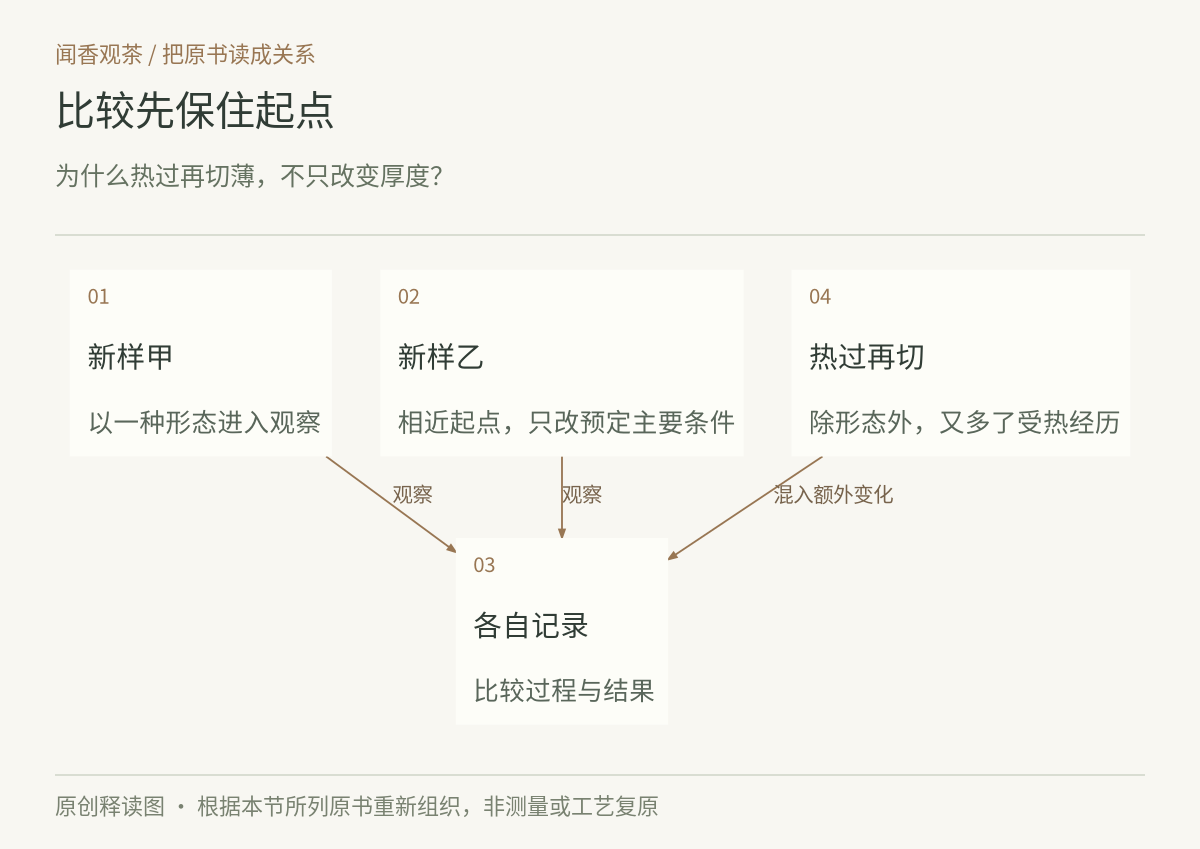 闻香观茶 / 把原书读成关系
比较先保住起点
为什么热过再切薄，不只改变厚度？
01
新样甲
以一种形态进入观察
02
新样乙
相近起点，只改预定主要条件
04
热过再切
除形态外，又多了受热经历
观察
观察
混入额外变化
03
各自记录
比较过程与结果
原创释读图 · 根据本节所列原书重新组织，非测量或工艺复原